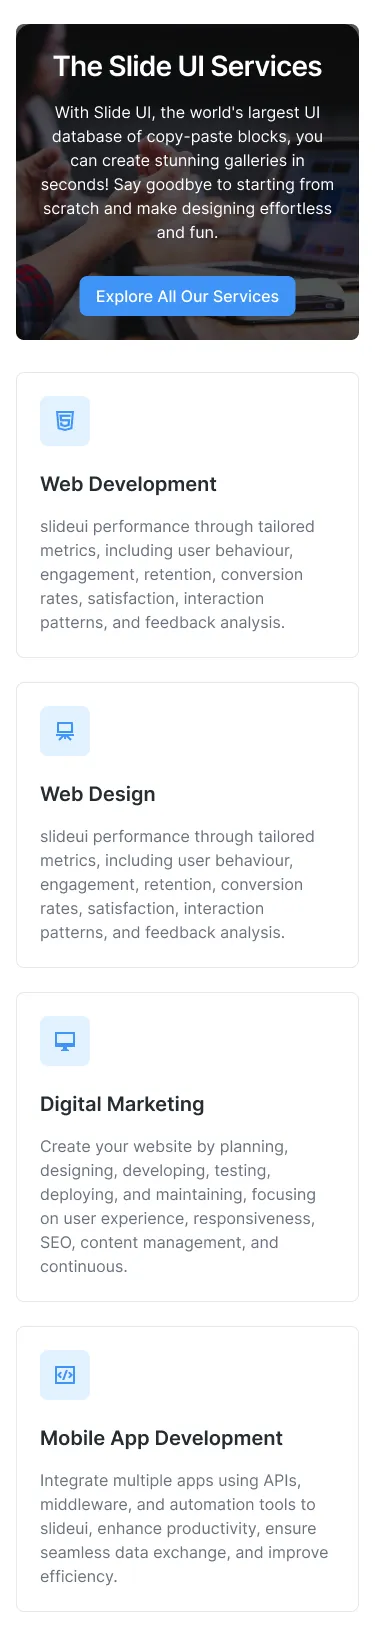 The Slide UI Services
With Slide UI, the world's largest UI
database of copy-paste blocks, you
can create stunning galleries in
seconds! Say goodbye to starting from
scratch and make designing effortless
and fun.
Explore All Our Services
Web Development
slideui performance through tailored
metrics, including user behaviour,
engagement, retention, conversion
rates, satisfaction, interaction
patterns, and feedback analysis.
Web Design
slideui performance through tailored
metrics, including user behaviour,
engagement, retention, conversion
rates, satisfaction, interaction
patterns, and feedback analysis.
Digital Marketing
Create your website by planning,
designing, developing, testing,
deploying, and maintaining, focusing
on user experience, responsiveness,
SEO, content management, and
continuous.
Mobile App Development
Integrate multiple apps using APIs,
middleware, and automation tools to
slideui, enhance productivity, ensure
seamless data exchange, and improve
efficiency.